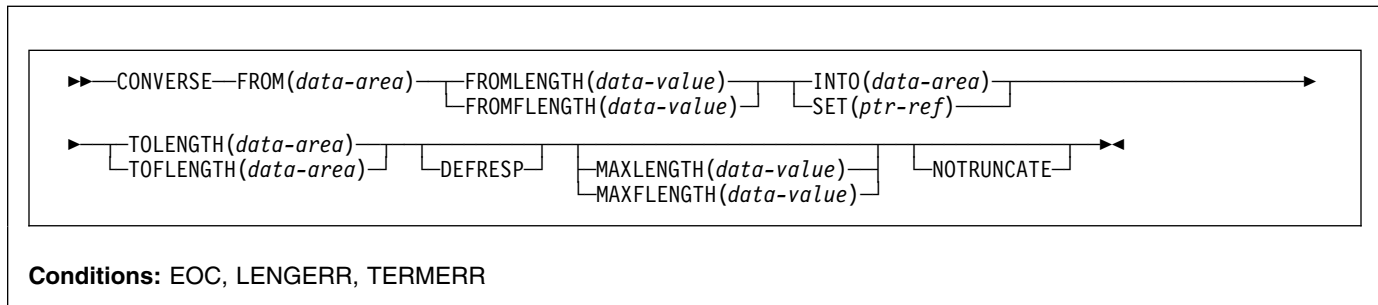 CONVERSE FROM(data-area) FROMLENGTH(data-value) INTO(data-area)
FROMFLENGTH(data-value) SET(ptr-ref)
TOLENGTH(data-area)
TOFLENGTH(data-area) DEFRESP MAXLENGTH(data-value) NOTRUNCATE
MAXFLENGTH(data-value)
Conditions: EOC, LENGERR, TERMERR